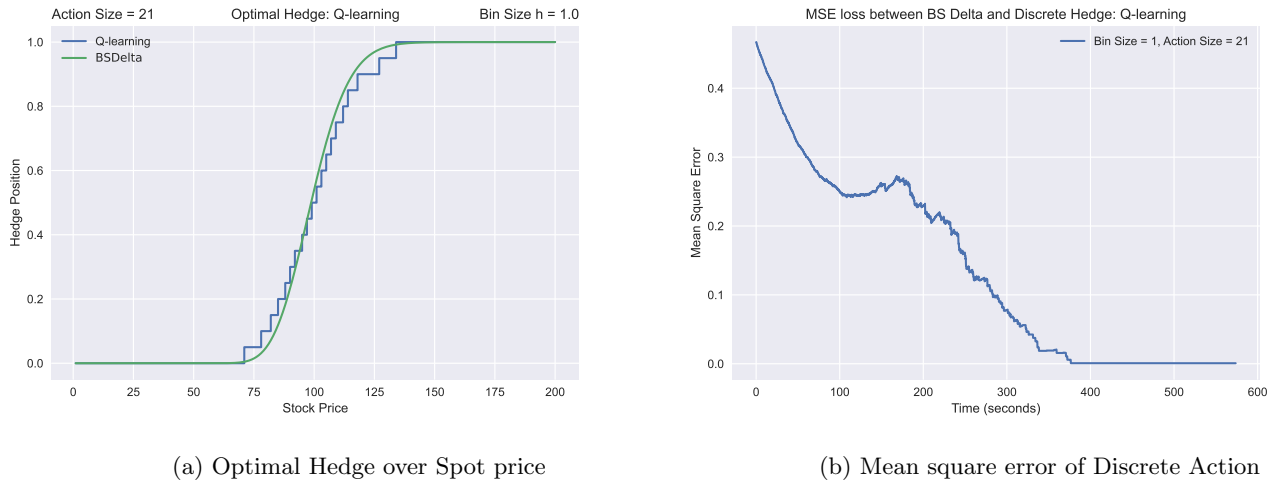 Action Size = 21 Optimal Hedge: Q-learning Bin Size h = 1.0
Q-learning
BSDelta
1.0
0.8
0.6
0.4
0.2
0.0
Hedge Position
0 25 50 75 100 125 150 175 200
Stock Price
(a) Optimal Hedge over Spot price
MSE loss between BS Delta and Discrete Hedge: Q-learning
Bin Size = 1, Action Size = 21
0.4
0.3
0.2
0.1
0.0
Mean Square Error
0 100 200 300 400 500 600
Time (seconds)
(b) Mean square error of Discrete Action